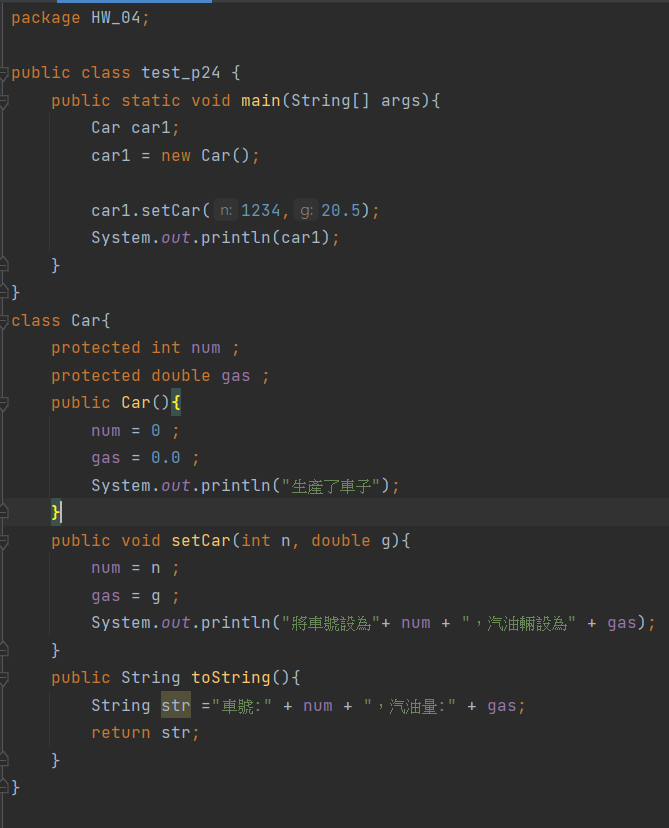 package HW_04;
public class test_p24 {
    public static void main(String[] args){
        Car car1;
        car1 = new Car();
        car1.setCar( n: 1234, g: 20.5);
        System.out.println(car1);
    }
}
class Car{
    protected int num ;
    protected double gas ;
    public Car(){
        num = 0 ;
        gas = 0.0 ;
        System.out.println("生產了車子");
    }
    public void setCar(int n, double g){
        num = n ;
        gas = g ;
        System.out.println("將車號設為"+ num + "，汽油輛設為" + gas);
    }
    public String toString(){
        String str ="車號:" + num + "，汽油量:" + gas;
        return str;
    }
}